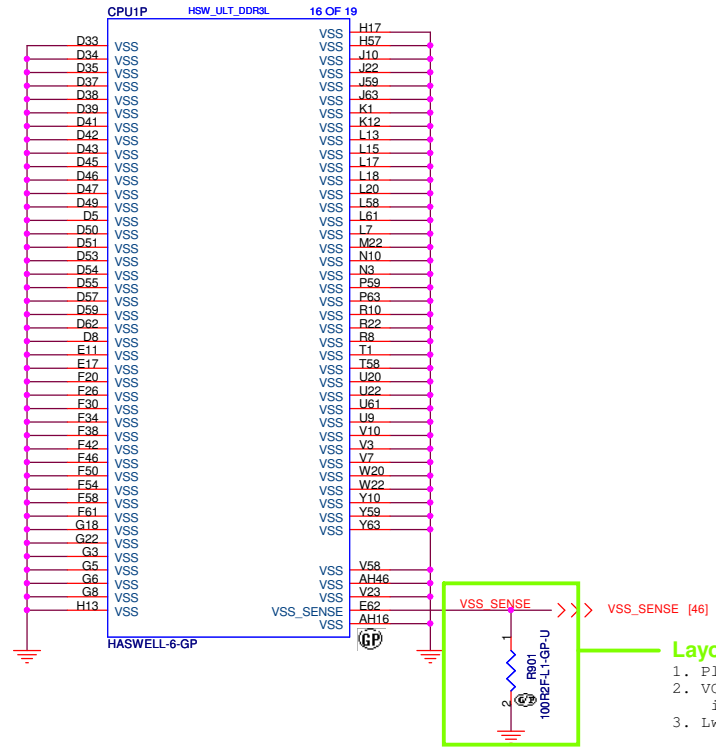 CPU1P HSW_ULT_DDR3L 16 OF 19
VSS H17
D33 VSS VSS H57
D34 VSS VSS J10
D35 VSS VSS J22
D37 VSS VSS J59
D38 VSS VSS J63
D39 VSS VSS K1
D41 VSS VSS K12
D42 VSS VSS L13
D43 VSS VSS L15
D45 VSS VSS L17
D46 VSS VSS L18
D47 VSS VSS L20
D49 VSS VSS L58
D5 VSS VSS L61
D50 VSS VSS L7
D51 VSS VSS M22
D53 VSS VSS N10
D54 VSS VSS N3
D55 VSS VSS P59
D57 VSS VSS P63
D59 VSS VSS R10
D62 VSS VSS R22
D8 VSS VSS R8
E11 VSS VSS T1
E17 VSS VSS T58
F20 VSS VSS U20
F26 VSS VSS U22
F30 VSS VSS U61
F34 VSS VSS U9
F38 VSS VSS V10
F42 VSS VSS V3
F46 VSS VSS V7
F50 VSS VSS W20
F54 VSS VSS W22
F58 VSS VSS Y10
F61 VSS VSS Y59
G18 VSS VSS Y63
G22 VSS
G3 VSS
G5 VSS VSS V58
G6 VSS VSS AH46
G8 VSS VSS V23
H13 VSS VSS_SENSE E62 VSS_SENSE VSS_SENSE [46]
VSS AH16
HASWELL-6-GP GP
1
R901
100R2F-L1-GP-U
2
Layo
1. Pl
2. VC
i
3. Lw